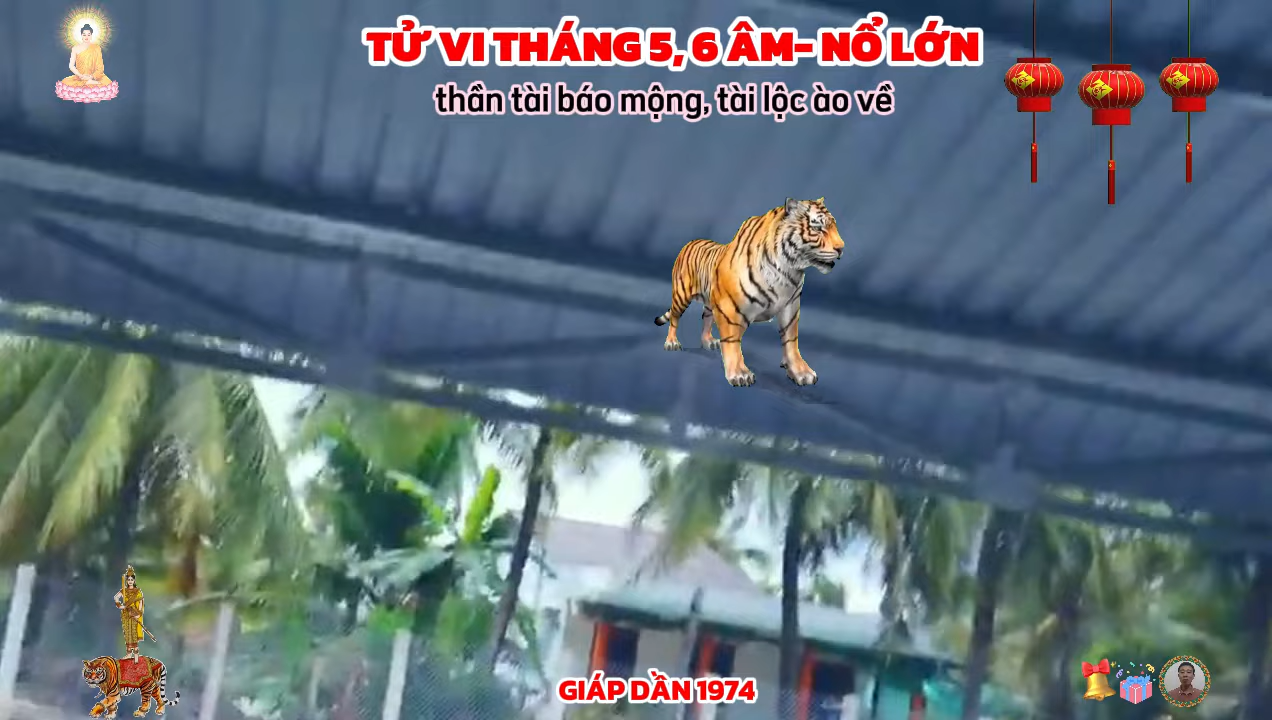 TỬ VI THÁNG 5, 6 ÂM- NỔ LỚN
thần tài báo mộng, tài lộc ào về
GIÁP DẦN 1974